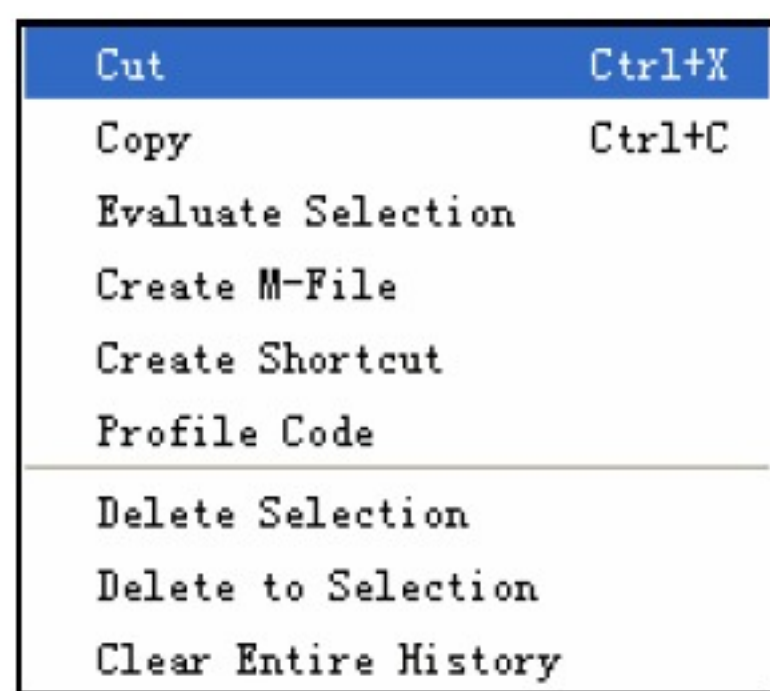 Cut Ctrl+X
Copy Ctrl+C
Evaluate Selection
Create M-File
Create Shortcut
Profile Code
Delete Selection
Delete to Selection
Clear Entire History